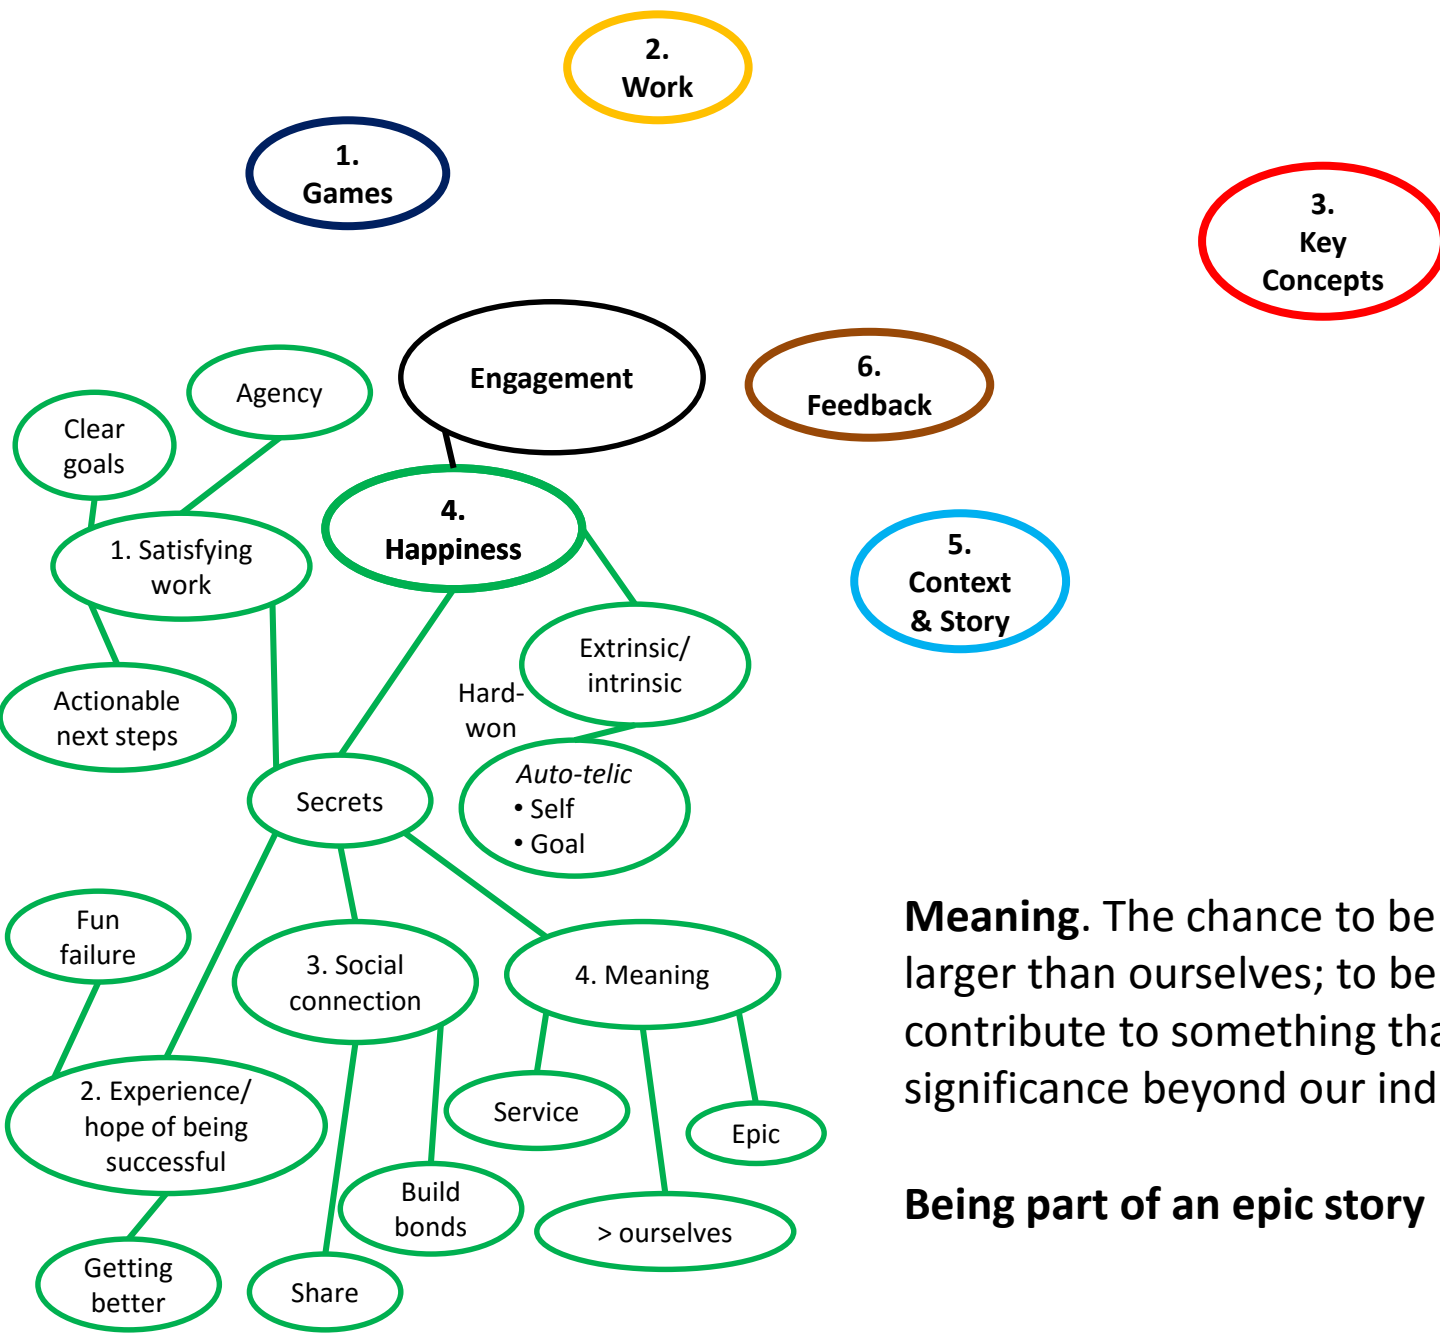 2.
Work
1.
Games
3.
Key
Concepts
Engagement
6.
Feedback
Agency
Clear
goals
4.
Happiness
1. Satisfying
work
5.
Context
& Story
Extrinsic/
intrinsic
Hard-
won
Actionable
next steps
Auto-telic
• Self
• Goal
Secrets
Fun
failure
3. Social
connection
4. Meaning
2. Experience/
hope of being
successful
Service
Epic
Build
bonds
> ourselves
Getting
better
Share
Meaning. The chance to be
larger than ourselves; to be
contribute to something tha
significance beyond our ind
Being part of an epic story